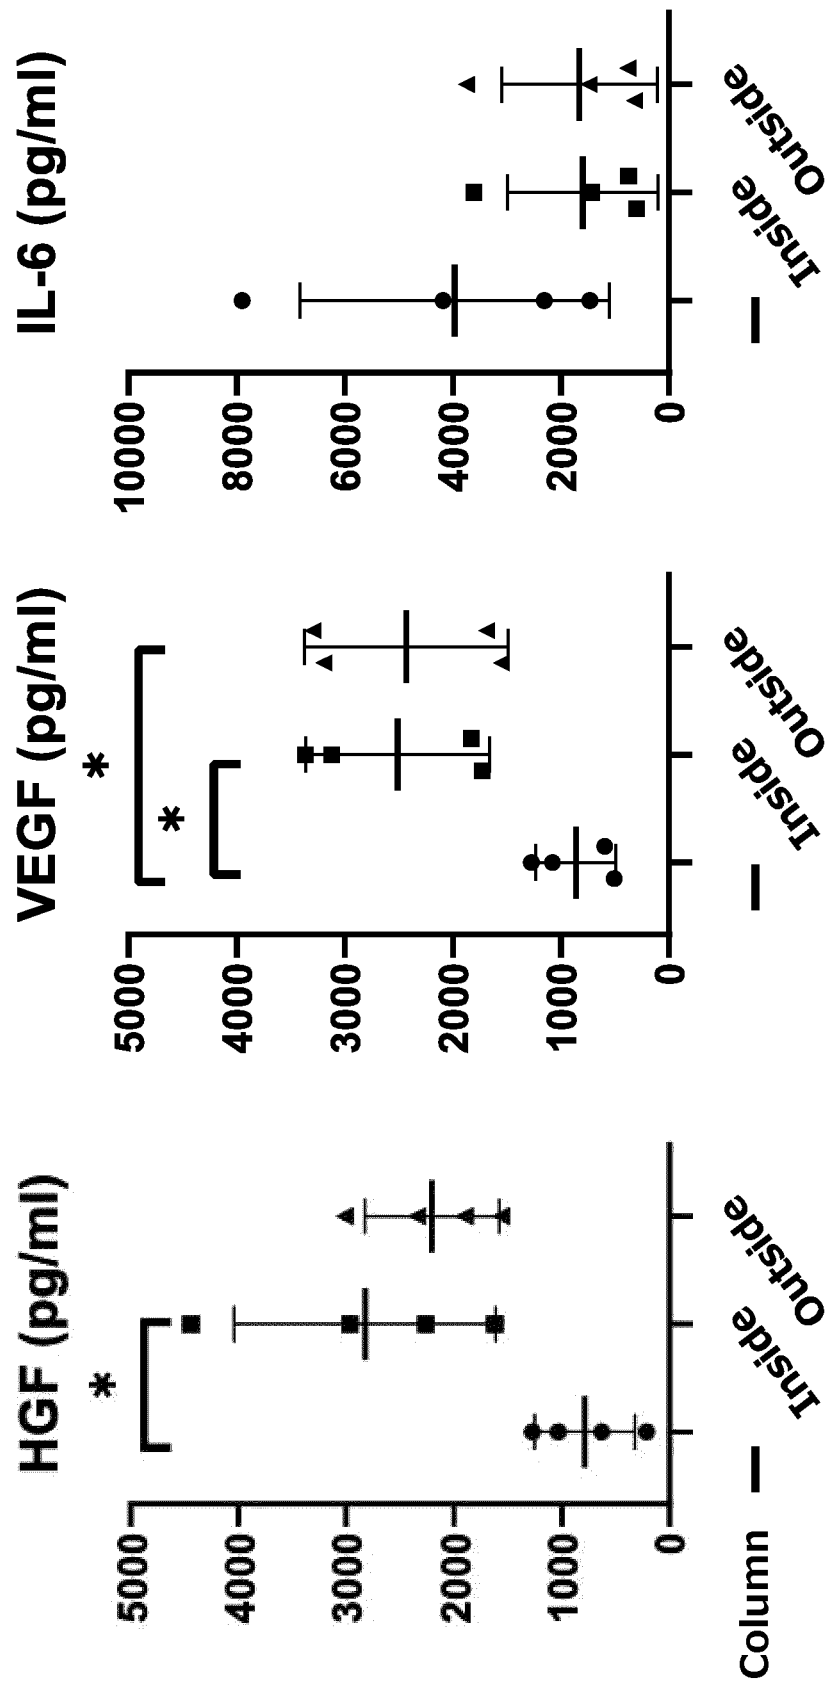 HGF (pg/ml)
*
5000
4000
3000
2000
1000
0
Column
—
Inside
Outside
VEGF (pg/ml)
*
*
5000
4000
3000
2000
1000
0
—
Inside
Outside
IL-6 (pg/ml)
10000
8000
6000
4000
2000
0
—
Inside
Outside